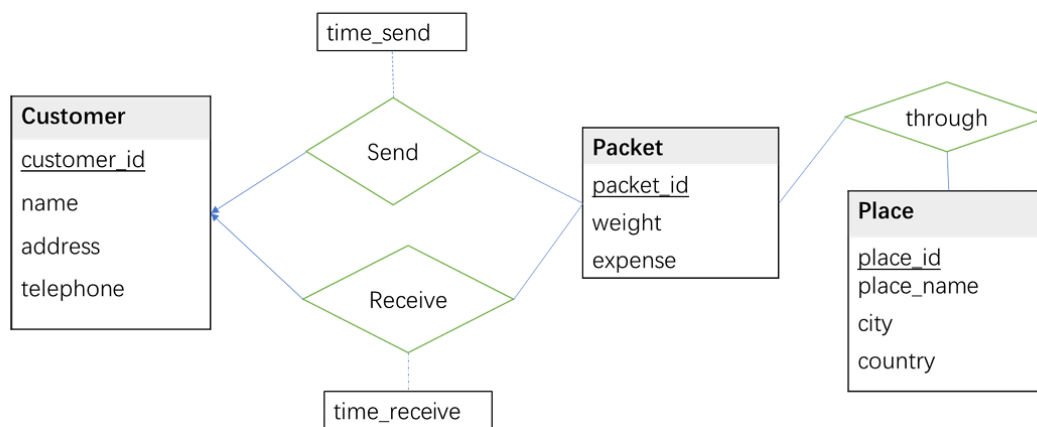 time_send
Customer
customer_id
name
address
telephone
Send
Receive
time_receive
Packet
packet_id
weight
expense
through
Place
place_id
place_name
city
country